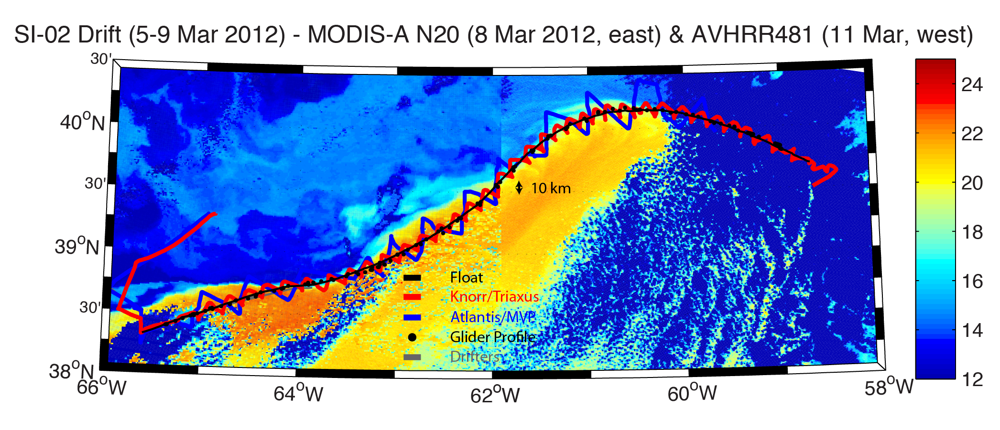 SI-02 Drift (5-9 Mar 2012) - MODIS-A N20 (8 Mar 2012, east) & AVHRR481 (11 Mar, west)
30'
40°N
30'
39°N
30'
38°N
66°W
64°W
62°W
60°W
58°W
10 km
Float
Knorr/Triaxus
Atlantis/MVP
Glider Profile
Drifters
24
22
20
18
16
14
12